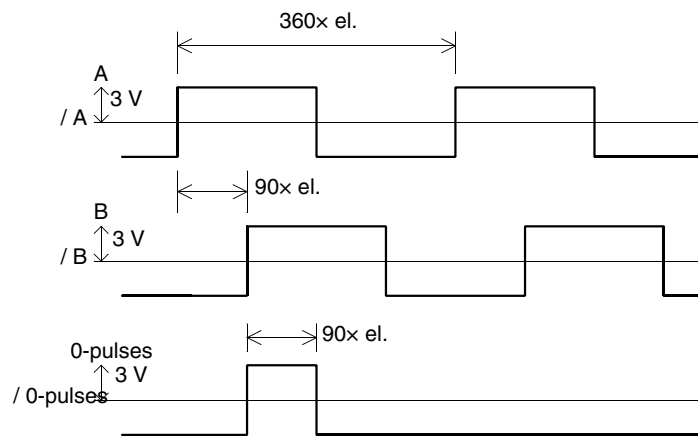 360× el.
A
3 V
/ A
90× el.
B
3 V
/ B
90× el.
0-pulses
3 V
/ 0-pulses